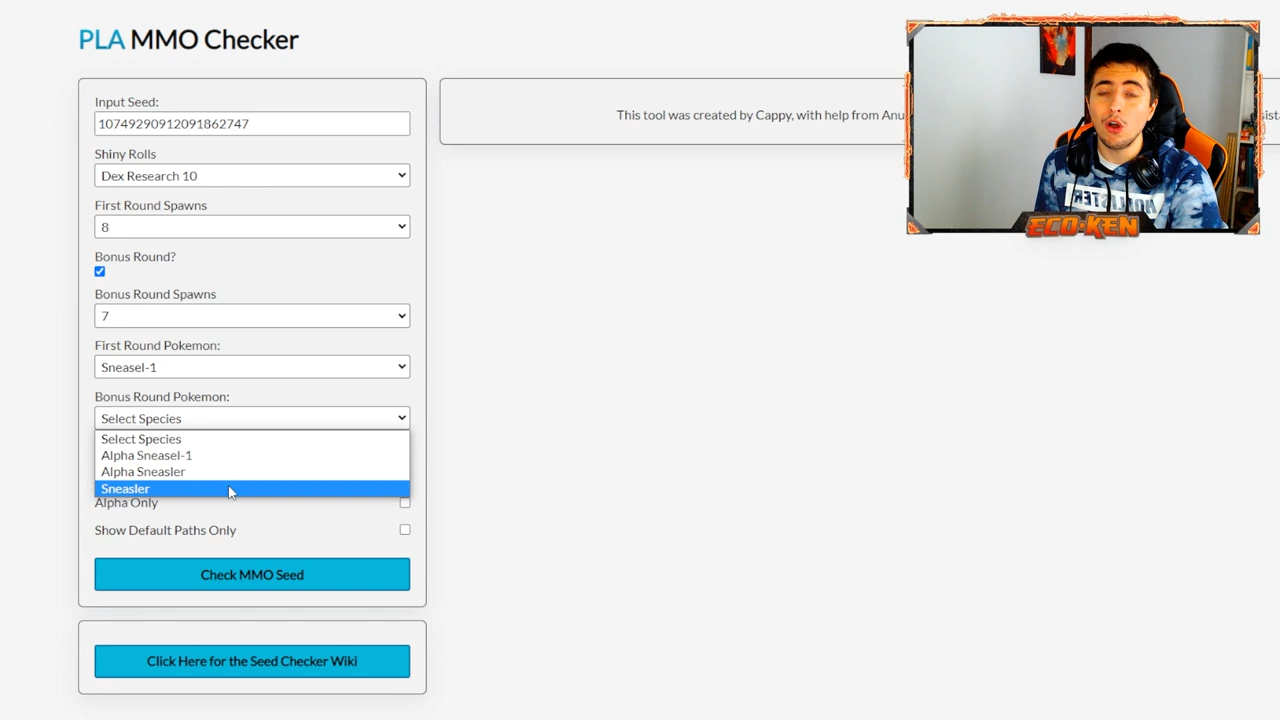 PLA MMO Checker
Input Seed:
10749290912091862747
Shiny Rolls
Dex Research 10
First Round Spawns
8
Bonus Round?
Bonus Round Spawns
7
First Round Pokemon:
Sneasel-1
Bonus Round Pokemon:
Select Species
Select Species
Alpha Sneasel-1
Alpha Sneasler
Sneasler
Alpha Only
Show Default Paths Only
Check MMO Seed
Click Here for the Seed Checker Wiki
This tool was created by Cappy, with help from Anu
sista
HOLLISTER
ECO-KEN